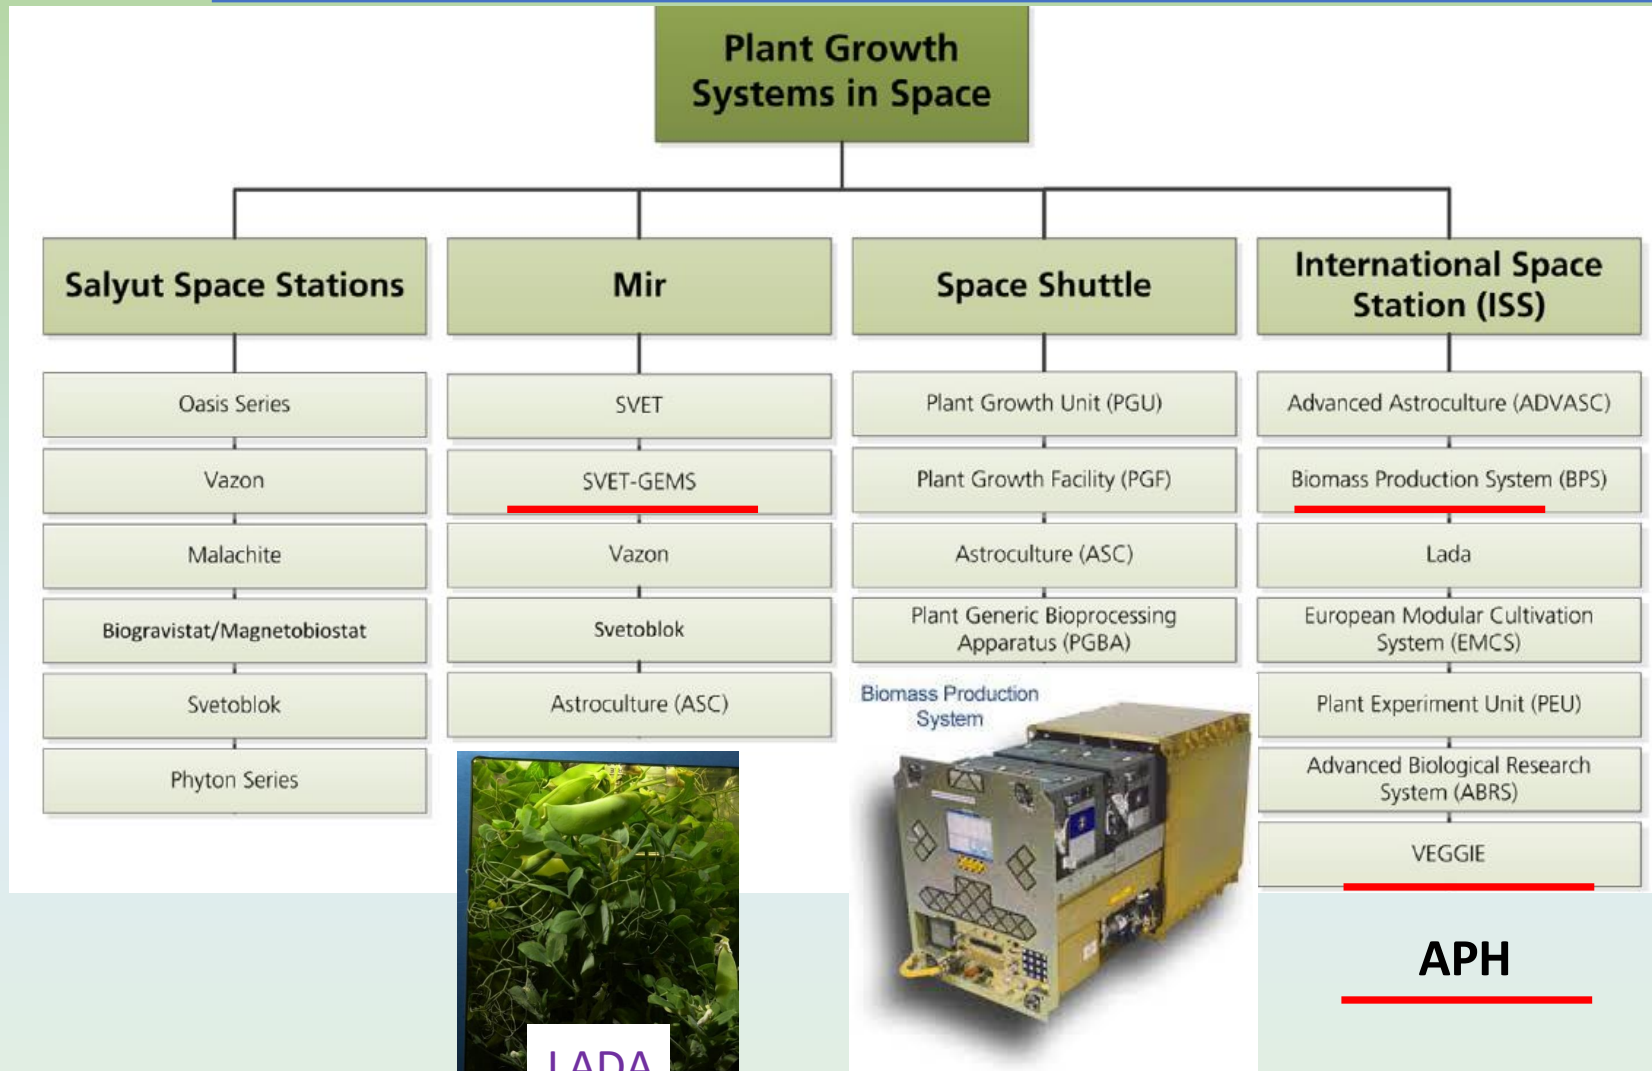 Plant Growth
Systems in Space
Salyut Space Stations
Oasis Series
Vazon
Malachite
Biogravistat/Magnetobiostat
Svetoblok
Phyton Series
Mir
SVET
SVET-GEMS
Vazon
Svetoblok
Astroculture (ASC)
Space Shuttle
Plant Growth Unit (PGU)
Plant Growth Facility (PGF)
Astroculture (ASC)
Plant Generic Bioprocessing
Apparatus (PGBA)
International Space
Station (ISS)
Advanced Astroculture (ADVASC)
Biomass Production System (BPS)
Lada
European Modular Cultivation
System (EMCS)
Plant Experiment Unit (PEU)
Advanced Biological Research
System (ABRS)
VEGGIE
APH
Biomass Production
System
LADA